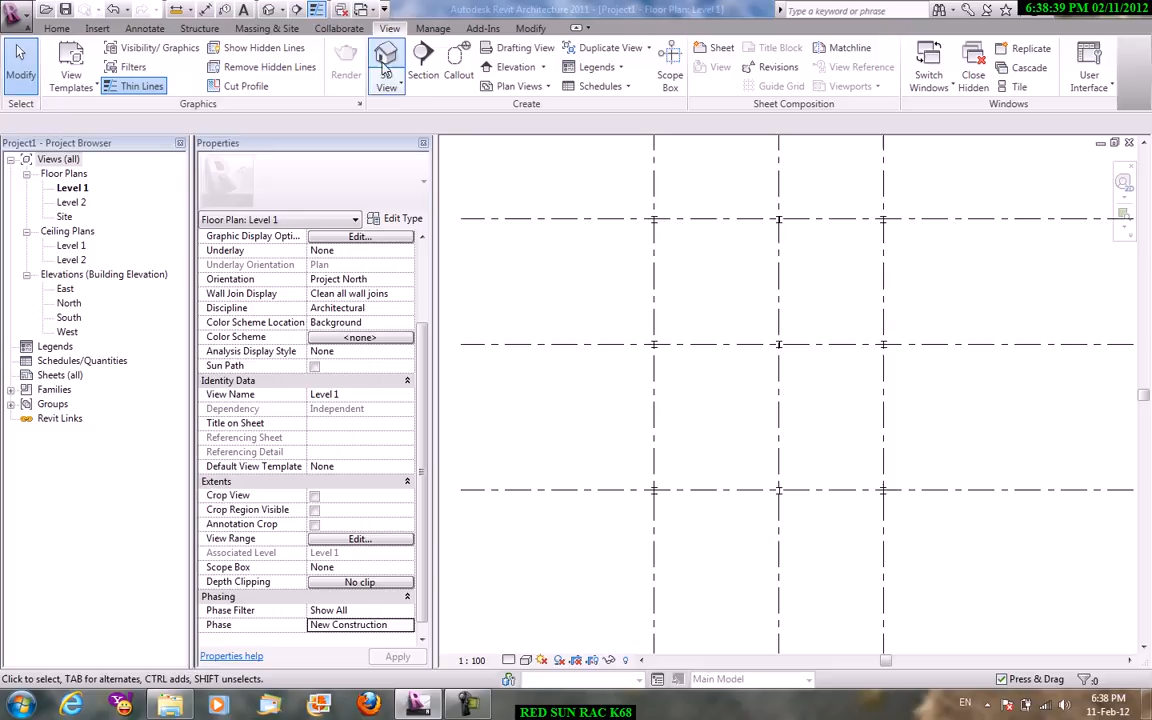 Autodesk Revit Architecture 2011 - [Project1 - Floor Plan: Level 1]
Type a keyword or phrase
6:38:39 PM 02/11/2012
Home Insert Annotate Structure Massing & Site Collaborate View Manage Add-Ins Modify
Modify
Select
View Templates
Visibility/ Graphics
Filters
Thin Lines
Show Hidden Lines
Remove Hidden Lines
Cut Profile
Graphics
Render
View
Section
Callout
Drafting View
Elevation
Plan Views
Duplicate View
Legends
Schedules
Scope Box
Create
Sheet
View
Title Block
Revisions
Guide Grid
Matchline
View Reference
Viewports
Sheet Composition
Switch Windows
Close Hidden
Replicate
Cascade
Tile
Windows
User Interface
Project1 - Project Browser
Views (all)
Floor Plans
Level 1
Level 2
Site
Ceiling Plans
Level 1
Level 2
Elevations (Building Elevation)
East
North
South
West
Legends
Schedules/Quantities
Sheets (all)
Families
Groups
Revit Links
Properties
Floor Plan: Level 1
Edit Type
Graphic Display Opti... Edit...
Underlay None
Underlay Orientation Plan
Orientation Project North
Wall Join Display Clean all wall joins
Discipline Architectural
Color Scheme Location Background
Color Scheme <none>
Analysis Display Style None
Sun Path
Identity Data
View Name Level 1
Dependency Independent
Title on Sheet
Referencing Sheet
Referencing Detail
Default View Template None
Extents
Crop View
Crop Region Visible
Annotation Crop
View Range Edit...
Associated Level Level 1
Scope Box None
Depth Clipping No clip
Phasing
Phase Filter Show All
Phase New Construction
Properties help
Apply
1 : 100
Click to select, TAB for alternates, CTRL adds, SHIFT unselects.
Main Model
Press & Drag
:0
EN
6:38 PM
11-Feb-12
RED SUN RAC K68